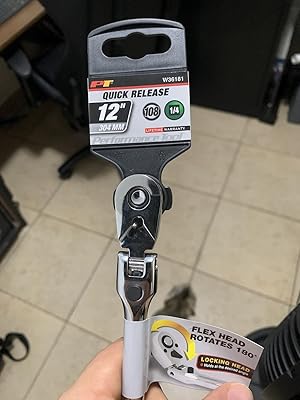 PT
W36181
QUICK RELEASE
12"
304 MM
108
1/4
LIFETIME WARRANTY
Performance Tool
FLEX HEAD
ROTATES 180°
LOCKING HEAD